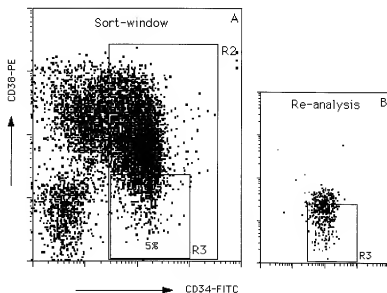 Sort-window
A
R2
CD38-PE
5%
R3
CD34-FITC
Re-analysis
B
R3